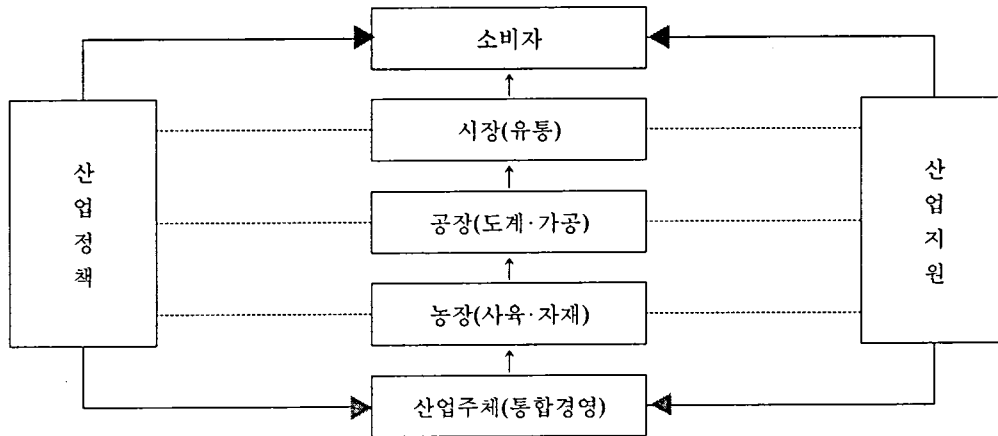 소비자
시장(유통)
산업정책
공장(도계·가공)
산업지원
농장(사육·자재)
산업주체(통합경영)